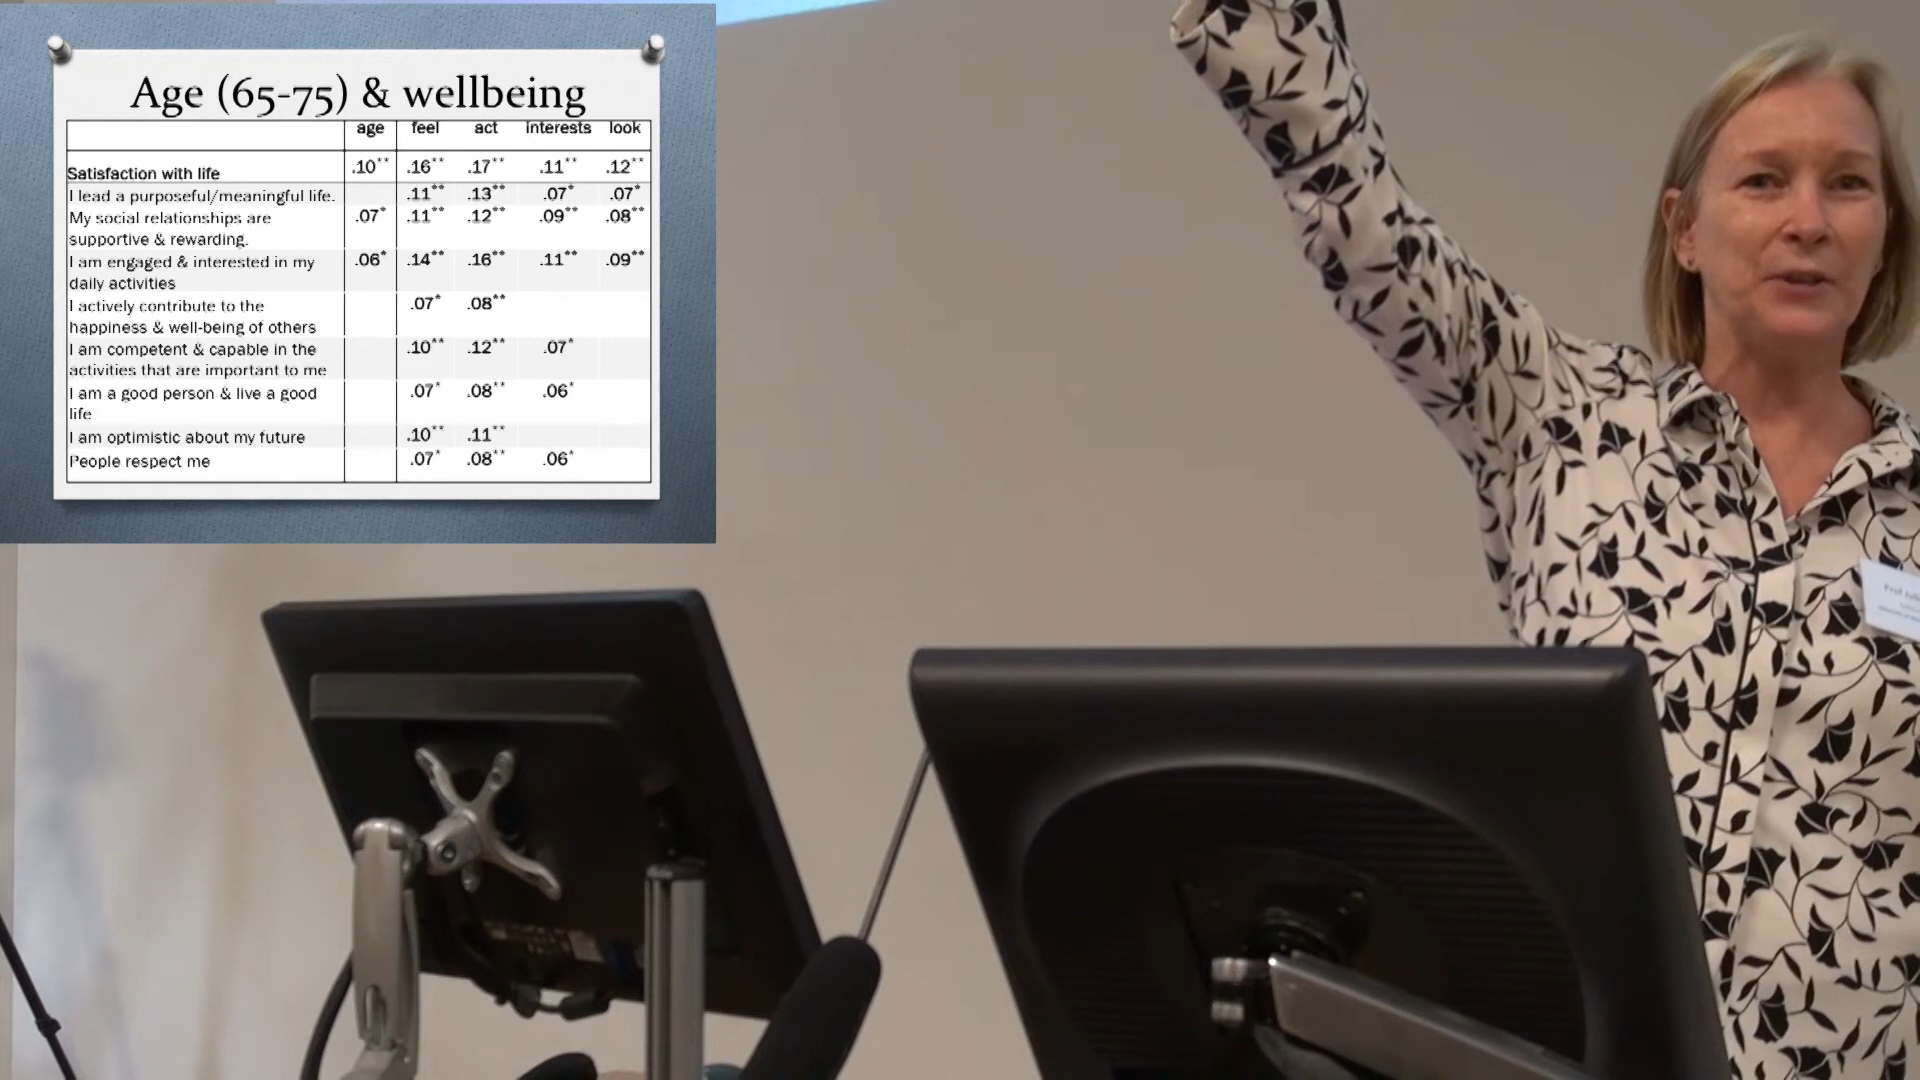 Age (65-75) & wellbeing
age feel act interests look
Satisfaction with life .10** .16** .17** .11** .12**
I lead a purposeful/meaningful life. .11** .13** .07* .07*
My social relationships are .07* .11** .12** .09** .08**
supportive & rewarding.
I am engaged & interested in my .06* .14** .16** .11** .09**
daily activities
I actively contribute to the .07* .08**
happiness & well-being of others
I am competent & capable in the .10** .12** .07*
activities that are important to me
I am a good person & live a good .07* .08** .06*
life
I am optimistic about my future .10** .11**
People respect me .07* .08** .06*
Prof